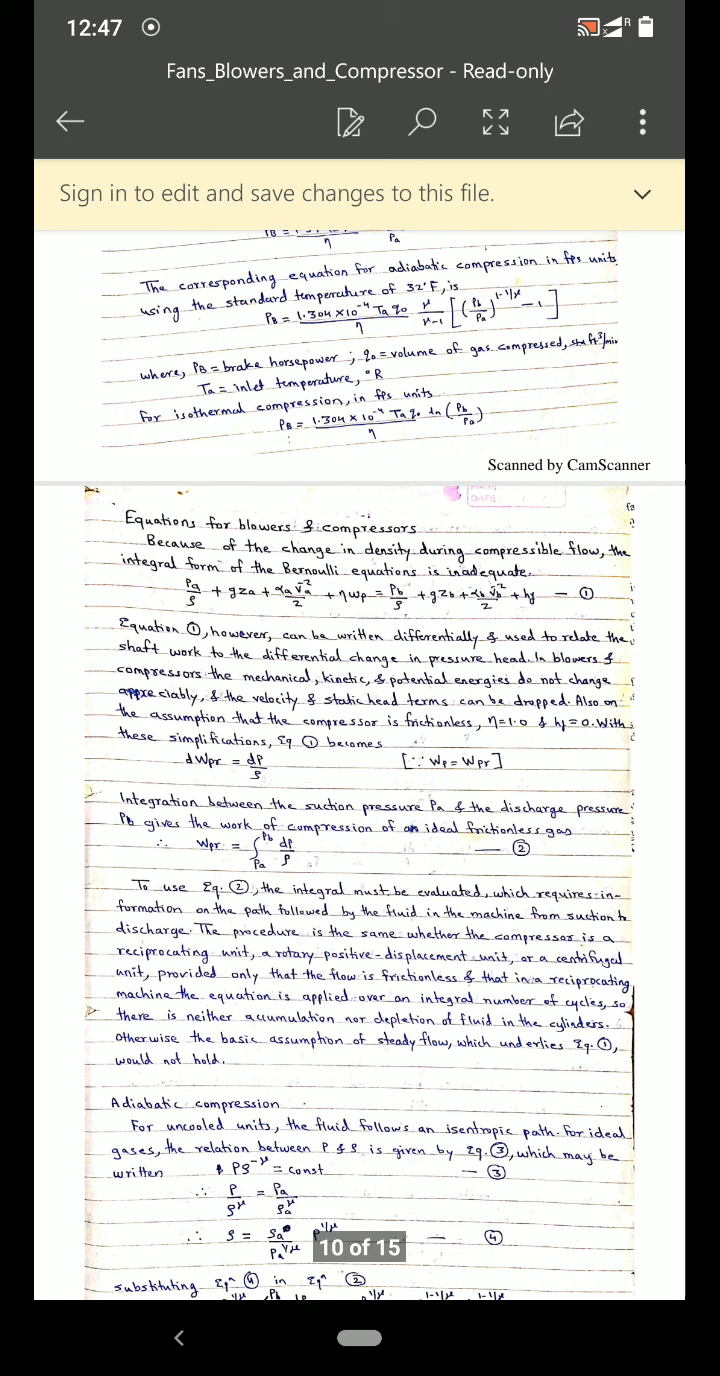 12:47
R
x
Fans_Blowers_and_Compressor - Read-only
Sign in to edit and save changes to this file.
η Pa
The corresponding equation for adiabatic compression in fps units
using the standard temperature of 32°F, is
PB = 1.304 x 10⁻⁴ Ta q₀ / η γ/γ-1 [(Pb/Pa)^1-1/γ - 1]
where, PB = brake horsepower ; q₀ = volume of gas compressed, std ft³/min
Ta = inlet temperature, °R
For isothermal compression, in fps units
PB = 1.304 x 10⁻⁴ Ta q₀ / η ln (Pb/Pa)
Scanned by CamScanner
DATE:
Equations for blowers & compressors
Because of the change in density during compressible flow, the
integral form of the Bernoulli equations is inadequate.
Pa/ρ + gza + αa V̄a²/2 + ηwp = Pb/ρ + gzb + αb V̄b²/2 + hf — ①
Equation ①, however, can be written differentially & used to relate the
shaft work to the differential change in pressure head. In blowers &
compressors the mechanical, kinetic, & potential energies do not change
appreciably, & the velocity & static head terms can be dropped. Also on
the assumption that the compressor is frictionless, η=1.0 & hf=0. With
these simplifications, Eq ① becomes
dWpr = dP/ρ [∵ Wp = Wpr]
Integration between the suction pressure Pa & the discharge pressure
Pb gives the work of compression of an ideal frictionless gas
∴ Wpr = ∫Pa^Pb dP/ρ — ②
To use Eq. ②, the integral must be evaluated, which requires in-
formation on the path followed by the fluid in the machine from suction to
discharge. The procedure is the same whether the compressor is a
reciprocating unit, a rotary positive-displacement unit, or a centrifugal
unit, provided only that the flow is frictionless & that in a reciprocating
machine the equation is applied over an integral number of cycles, so
there is neither accumulation nor depletion of fluid in the cylinders.
Otherwise the basic assumption of steady flow, which underlies Eq. ①,
would not hold.
Adiabatic compression
For uncooled units, the fluid follows an isentropic path. For ideal
gases, the relation between P & ρ is given by Eq. ③, which may be
written Pρ^-γ = const — ③
∴ P/ρ^γ = Pa/ρa^γ
∴ ρ = ρa/Pa^1/γ P^1/γ — ④
10 of 15
substituting Eqⁿ ④ in Eqⁿ ②